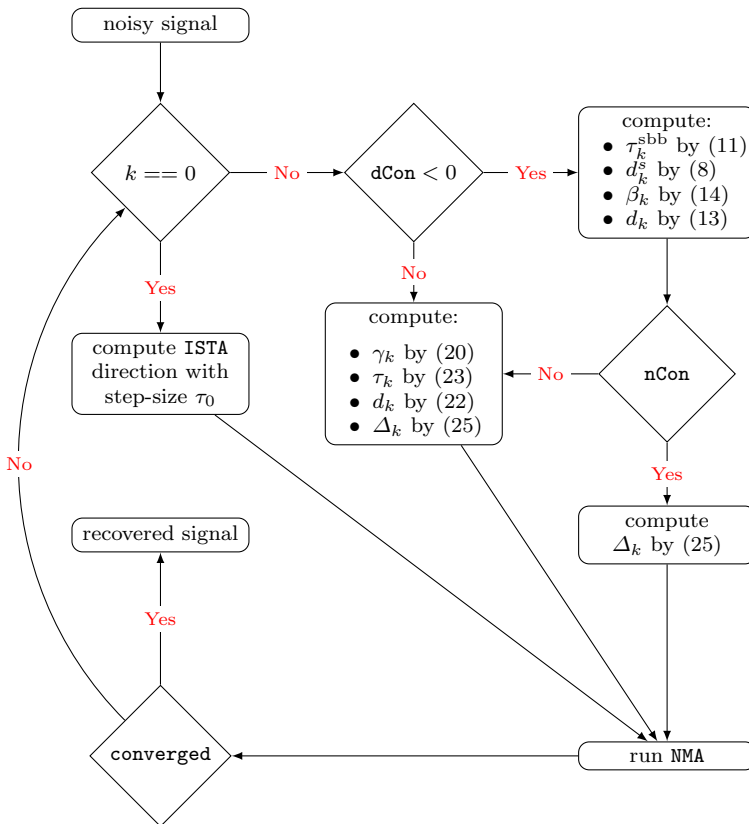 noisy signal
k == 0
No
dCon < 0
Yes
compute:
• τ_k^sbb by (11)
• d_k^s by (8)
• β_k by (14)
• d_k by (13)
Yes
No
compute ISTA
direction with
step-size τ_0
compute:
• γ_k by (20)
• τ_k by (23)
• d_k by (22)
• Δ_k by (25)
No
nCon
No
Yes
recovered signal
compute
Δ_k by (25)
Yes
converged
run NMA